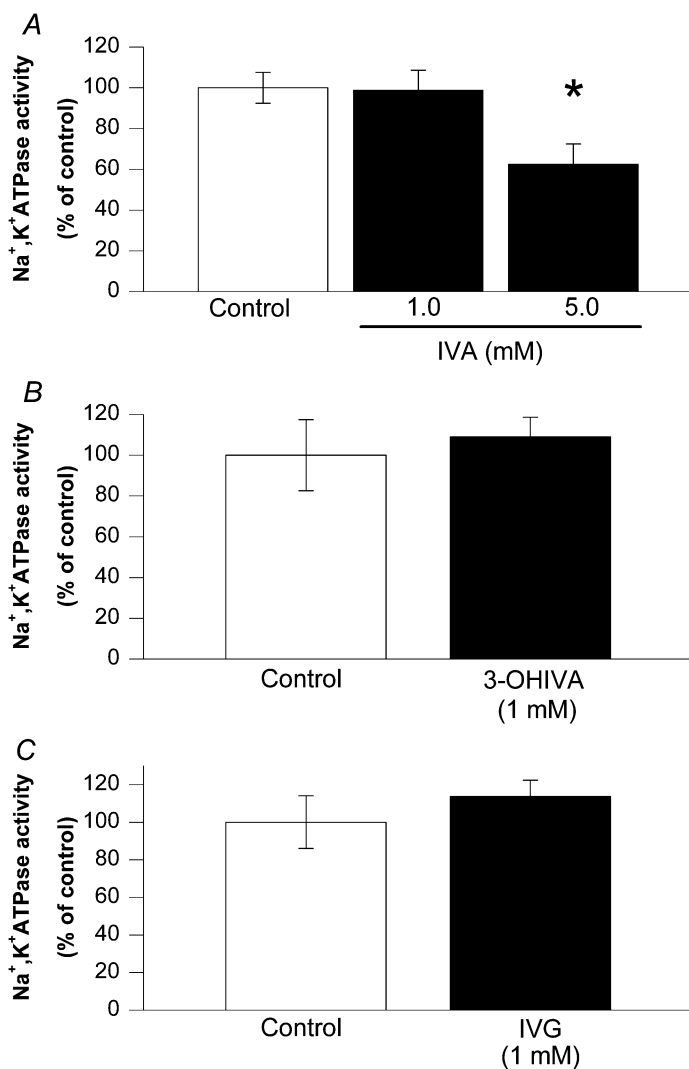 A
Na⁺,K⁺ATPase activity
(% of control)
120
100
80
60
40
20
0
*
Control
1.0
5.0
IVA (mM)
B
Na⁺,K⁺ATPase activity
(% of control)
120
100
80
60
40
20
0
Control
3-OHIVA
(1 mM)
C
Na⁺,K⁺ATPase activity
(% of control)
120
100
80
60
40
20
0
Control
IVG
(1 mM)